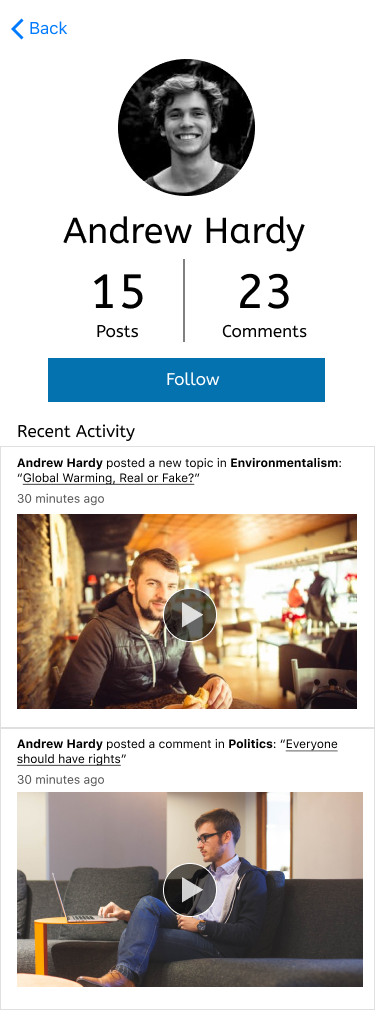 Back
Andrew Hardy
15
23
Posts
Comments
Follow
Recent Activity
Andrew Hardy posted a new topic in Environmentalism:
“Global Warming, Real or Fake?”
30 minutes ago
Andrew Hardy posted a comment in Politics: “Everyone
should have rights”
30 minutes ago